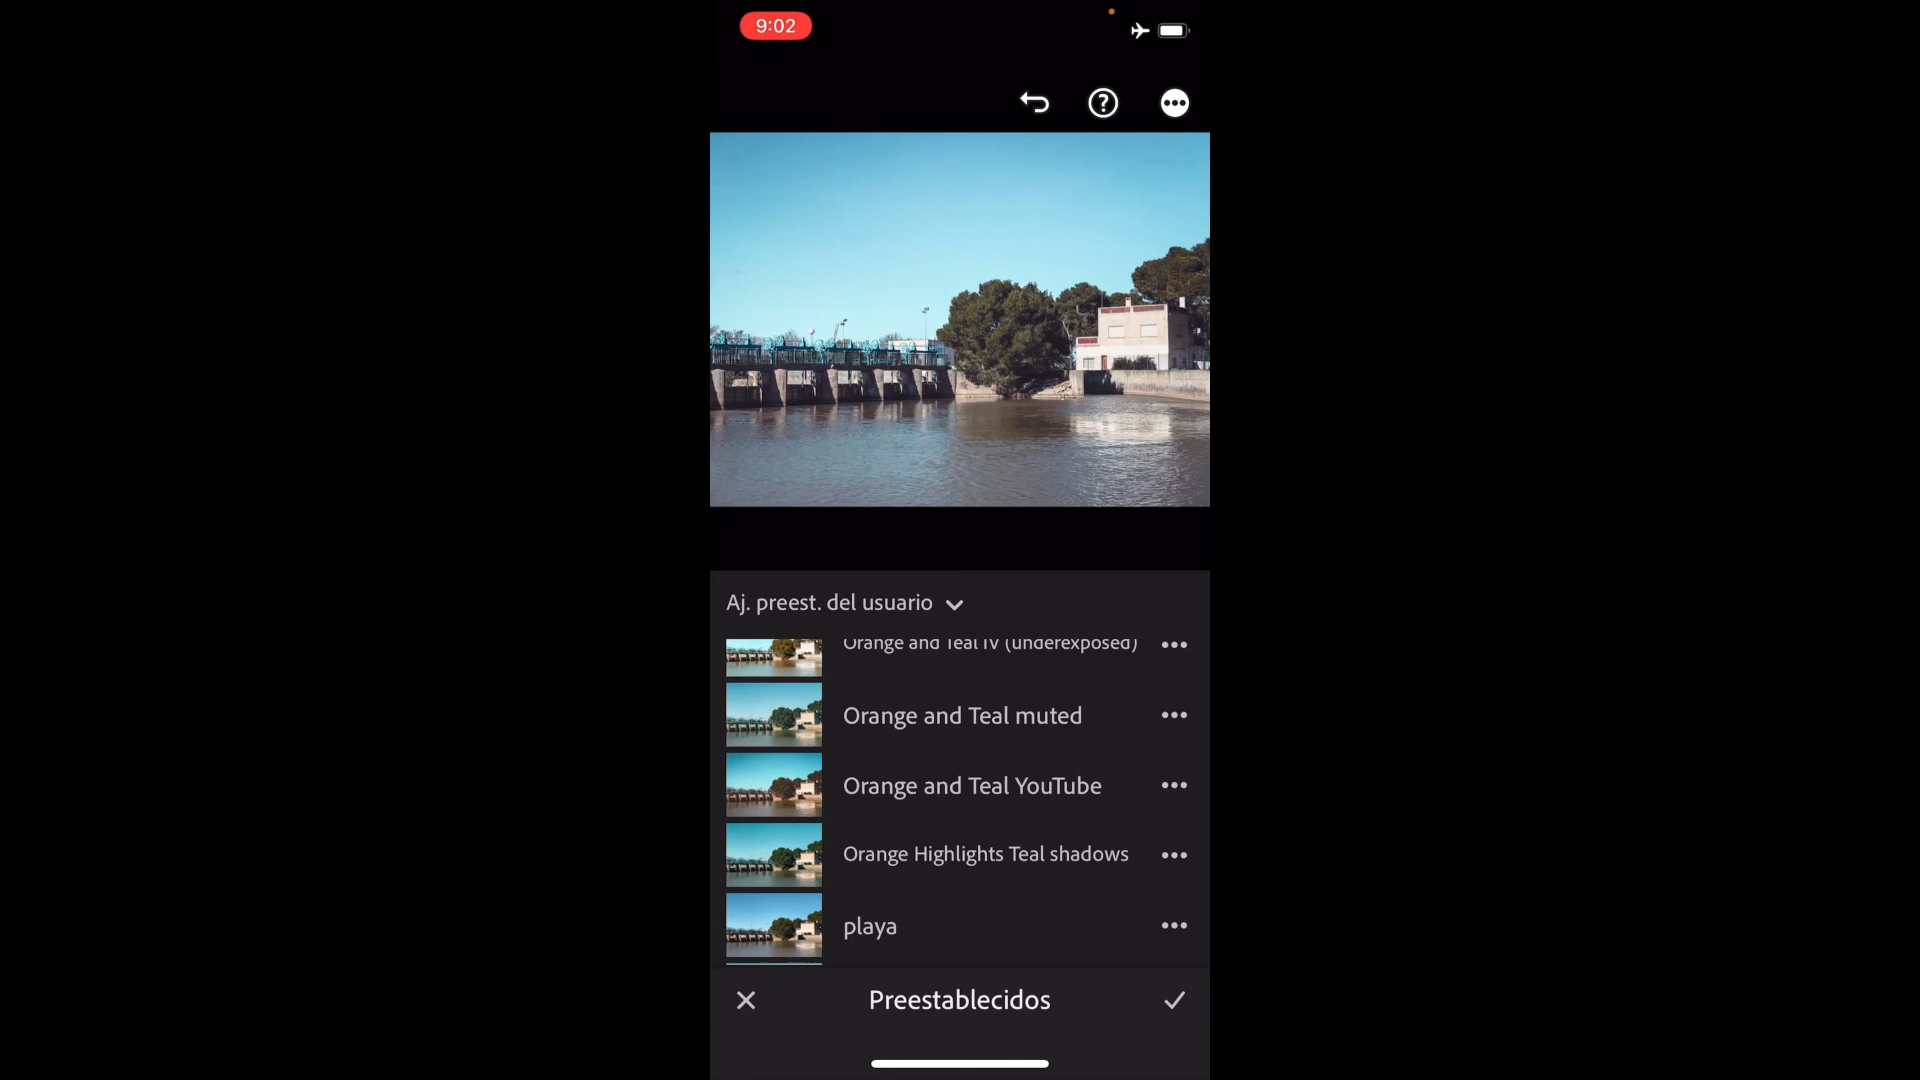 9:02
Aj. preest. del usuario
Orange and Teal IV (underexposed)
Orange and Teal muted
Orange and Teal YouTube
Orange Highlights Teal shadows
playa
Preestablecidos